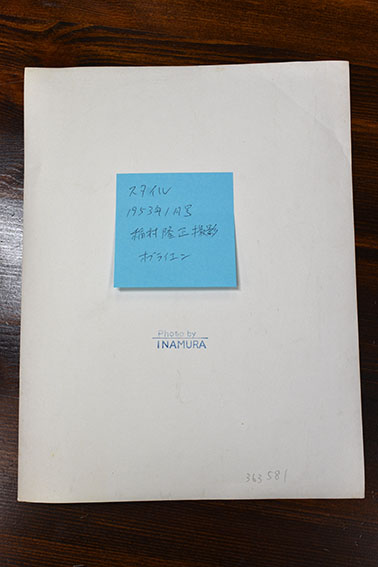 スタイル
1953年1月号
稲村隆正撮影
オブライエン
Photo by
INAMURA
363581